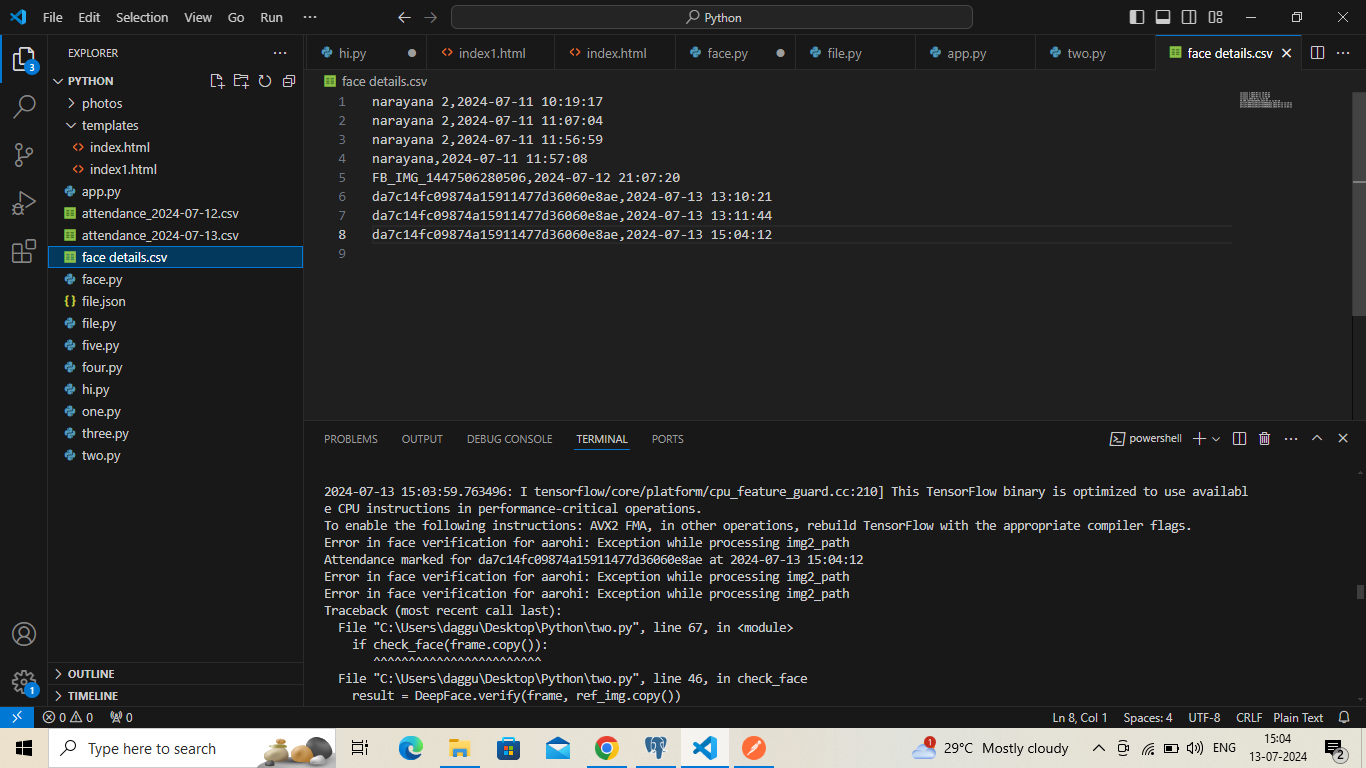 File Edit Selection View Go Run ··· Python
EXPLORER
hi.py index1.html index.html face.py file.py app.py two.py face details.csv
PYTHON
photos
templates
index.html
index1.html
app.py
attendance_2024-07-12.csv
attendance_2024-07-13.csv
face details.csv
face.py
file.json
file.py
five.py
four.py
hi.py
one.py
three.py
two.py
OUTLINE
TIMELINE
3
1
face details.csv
1 narayana 2,2024-07-11 10:19:17
2 narayana 2,2024-07-11 11:07:04
3 narayana 2,2024-07-11 11:56:59
4 narayana,2024-07-11 11:57:08
5 FB_IMG_1447506280506,2024-07-12 21:07:20
6 da7c14fc09874a15911477d36060e8ae,2024-07-13 13:10:21
7 da7c14fc09874a15911477d36060e8ae,2024-07-13 13:11:44
8 da7c14fc09874a15911477d36060e8ae,2024-07-13 15:04:12
9
PROBLEMS OUTPUT DEBUG CONSOLE TERMINAL PORTS powershell
2024-07-13 15:03:59.763496: I tensorflow/core/platform/cpu_feature_guard.cc:210] This TensorFlow binary is optimized to use availabl
e CPU instructions in performance-critical operations.
To enable the following instructions: AVX2 FMA, in other operations, rebuild TensorFlow with the appropriate compiler flags.
Error in face verification for aarohi: Exception while processing img2_path
Attendance marked for da7c14fc09874a15911477d36060e8ae at 2024-07-13 15:04:12
Error in face verification for aarohi: Exception while processing img2_path
Error in face verification for aarohi: Exception while processing img2_path
Traceback (most recent call last):
File "C:\Users\daggu\Desktop\Python\two.py", line 67, in <module>
if check_face(frame.copy()):
^^^^^^^^^^^^^^^^^^^^^^^^
File "C:\Users\daggu\Desktop\Python\two.py", line 46, in check_face
result = DeepFace.verify(frame, ref_img.copy())
0 0 0 Ln 8, Col 1 Spaces: 4 UTF-8 CRLF Plain Text
Type here to search 1 29°C Mostly cloudy ENG 15:04
13-07-2024 2